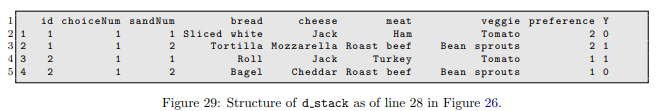 1 id choiceNum sandNum bread cheese meat veggie preference Y
2 1 1 1 1 Sliced white Jack Ham Tomato 2 0
3 2 1 1 2 Tortilla Mozzarella Roast beef Bean sprouts 2 1
4 3 2 1 1 Roll Jack Turkey Tomato 1 1
5 4 2 1 2 Bagel Cheddar Roast beef Bean sprouts 1 0
Figure 29: Structure of d_stack as of line 28 in Figure 26.